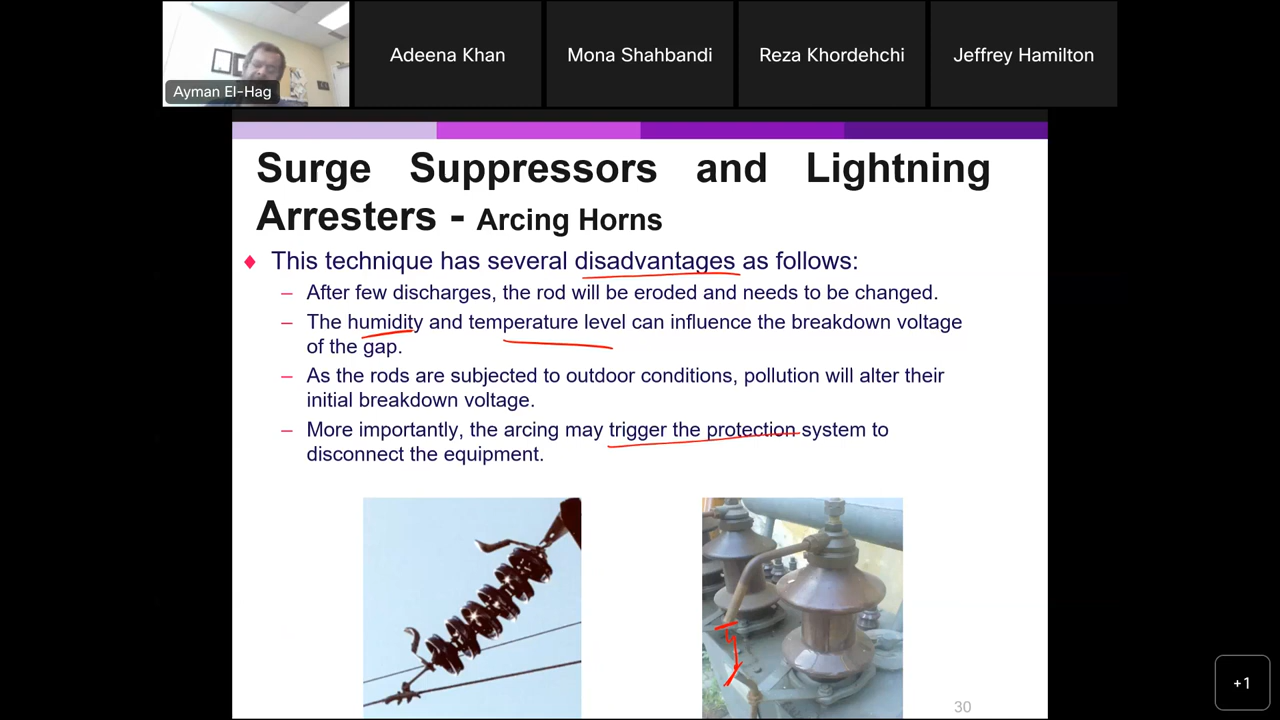 Adeena Khan
Mona Shahbandi
Reza Khordehchi
Jeffrey Hamilton
Ayman El-Hag
Surge Suppressors and Lightning
Arresters - Arcing Horns
This technique has several disadvantages as follows:
– After few discharges, the rod will be eroded and needs to be changed.
– The humidity and temperature level can influence the breakdown voltage
of the gap.
– As the rods are subjected to outdoor conditions, pollution will alter their
initial breakdown voltage.
– More importantly, the arcing may trigger the protection system to
disconnect the equipment.
30
+1